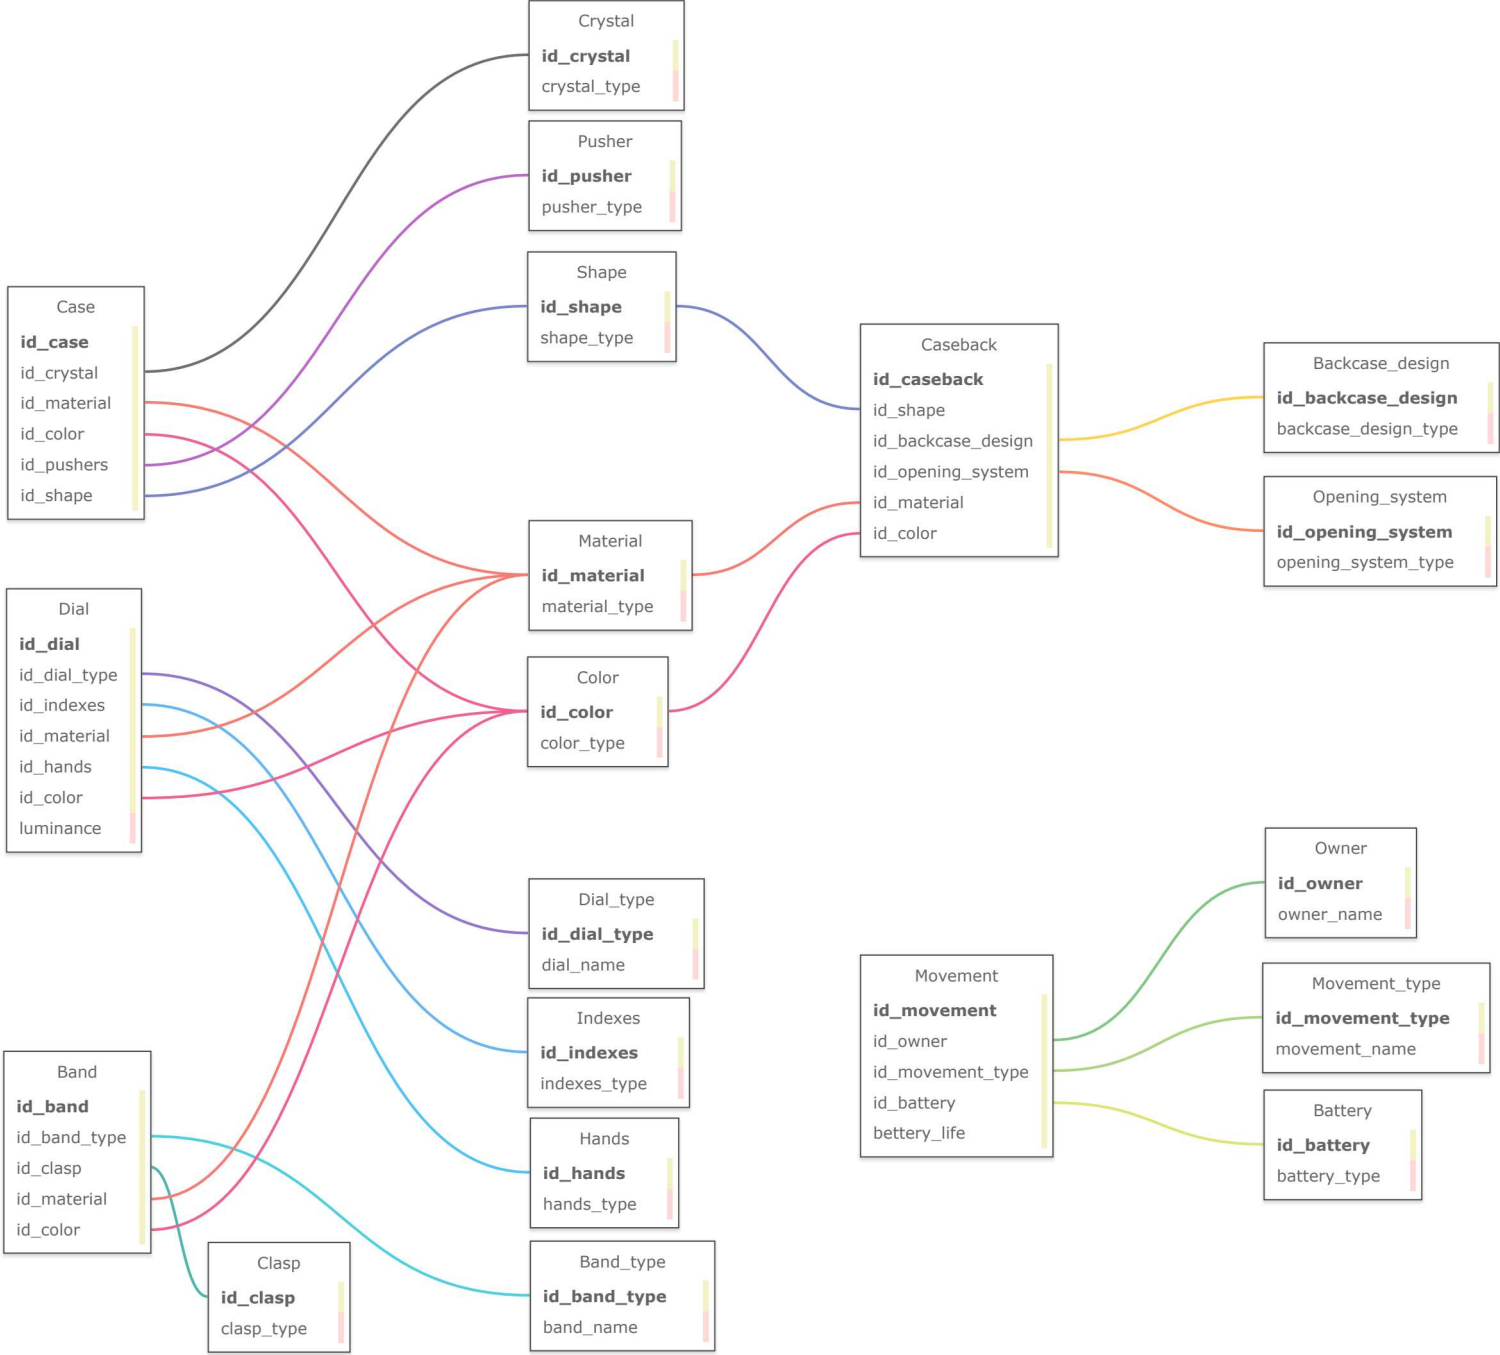 Crystal
id_crystal
crystal_type
Pusher
id_pusher
pusher_type
Shape
id_shape
shape_type
Case
id_case
id_crystal
id_material
id_color
id_pushers
id_shape
Caseback
id_caseback
id_shape
id_backcase_design
id_opening_system
id_material
id_color
Backcase_design
id_backcase_design
backcase_design_type
Opening_system
id_opening_system
opening_system_type
Material
id_material
material_type
Dial
id_dial
id_dial_type
id_indexes
id_material
id_hands
id_color
luminance
Color
id_color
color_type
Dial_type
id_dial_type
dial_name
Indexes
id_indexes
indexes_type
Owner
id_owner
owner_name
Movement
id_movement
id_owner
id_movement_type
id_battery
bettery_life
Movement_type
id_movement_type
movement_name
Battery
id_battery
battery_type
Band
id_band
id_band_type
id_clasp
id_material
id_color
Hands
id_hands
hands_type
Clasp
id_clasp
clasp_type
Band_type
id_band_type
band_name